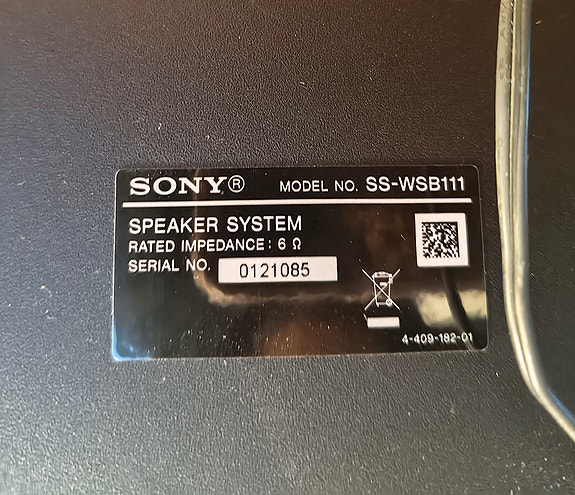 SONY® MODEL NO. SS-WSB111
SPEAKER SYSTEM
RATED IMPEDANCE: 6 Ω
SERIAL NO. 0121085
4-409-182-01